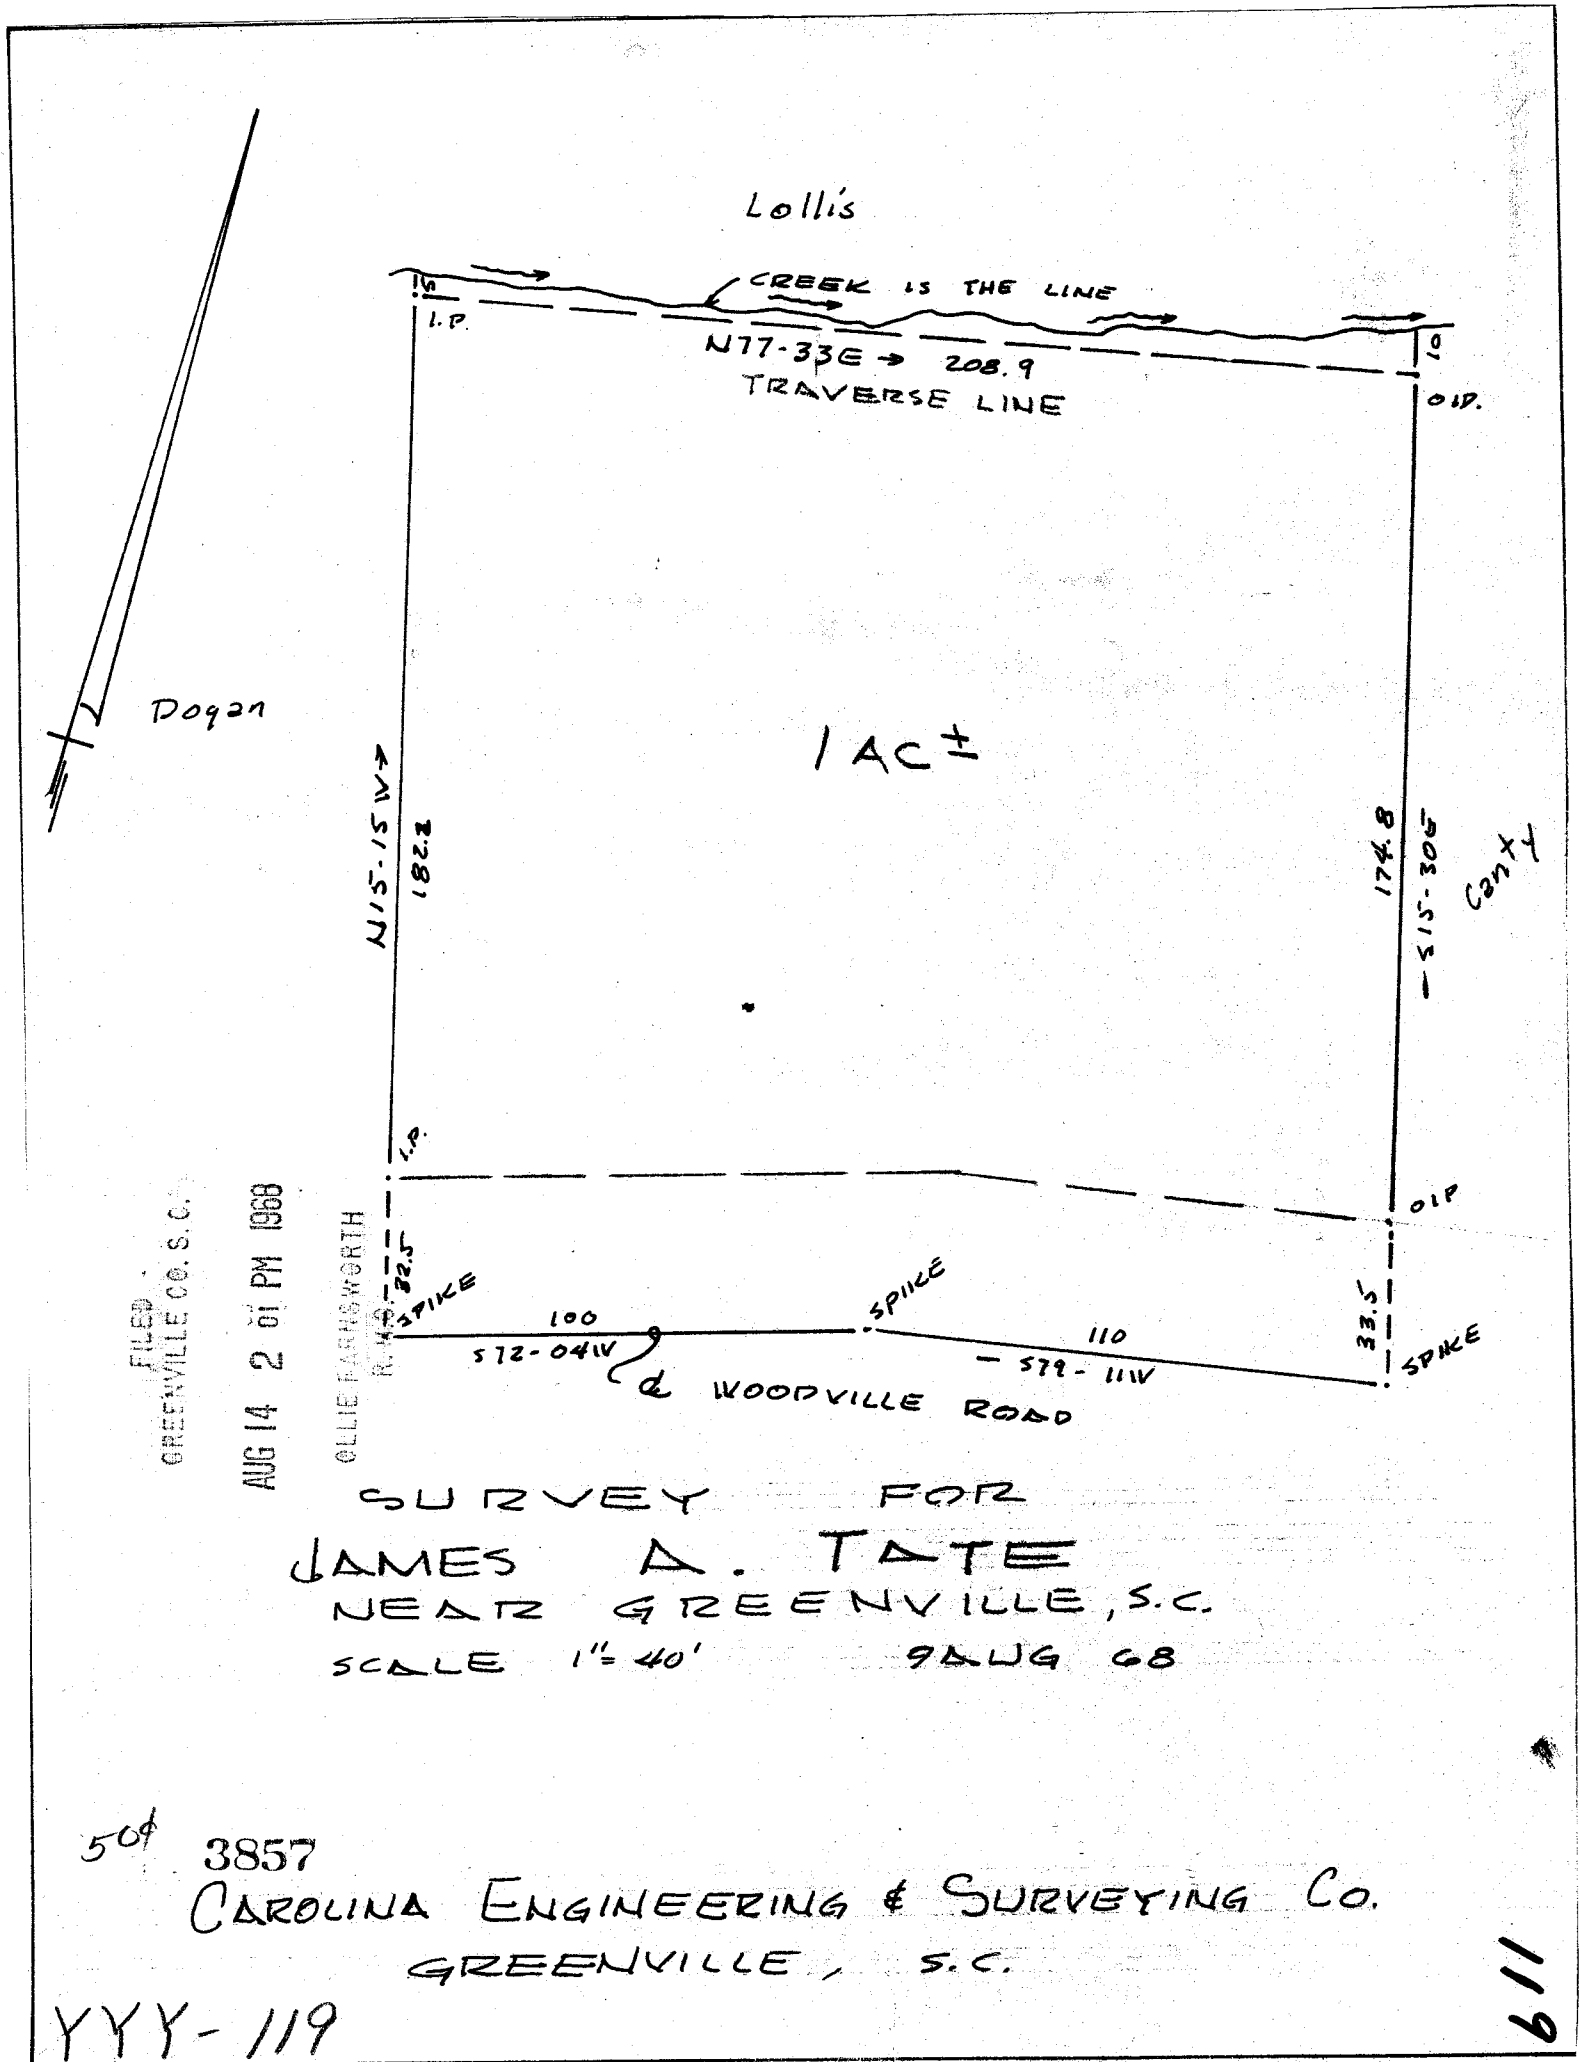 Lollis
CREEK IS THE LINE
5
I.P.
10
N77-33E → 208.9
TRAVERSE LINE
O I.P.
Dogan
1 AC ±
N15-15W →
182.2
174.8
S15-30E
Canty
I.P.
O I P
32.5
SPIKE
SPIKE
33.5
SPIKE
100
S72-04W
110
S79-11W
℄ WOODVILLE ROAD
FILED
GREENVILLE CO. S. C.
AUG 14 2 01 PM 1968
OLLIE FARNSWORTH
R.M.C.
SURVEY FOR
JAMES A. TATE
NEAR GREENVILLE, S.C.
SCALE 1"=40' 9 AUG 68
50¢ 3857
CAROLINA ENGINEERING & SURVEYING CO.
GREENVILLE, S.C.
YYY-119
119